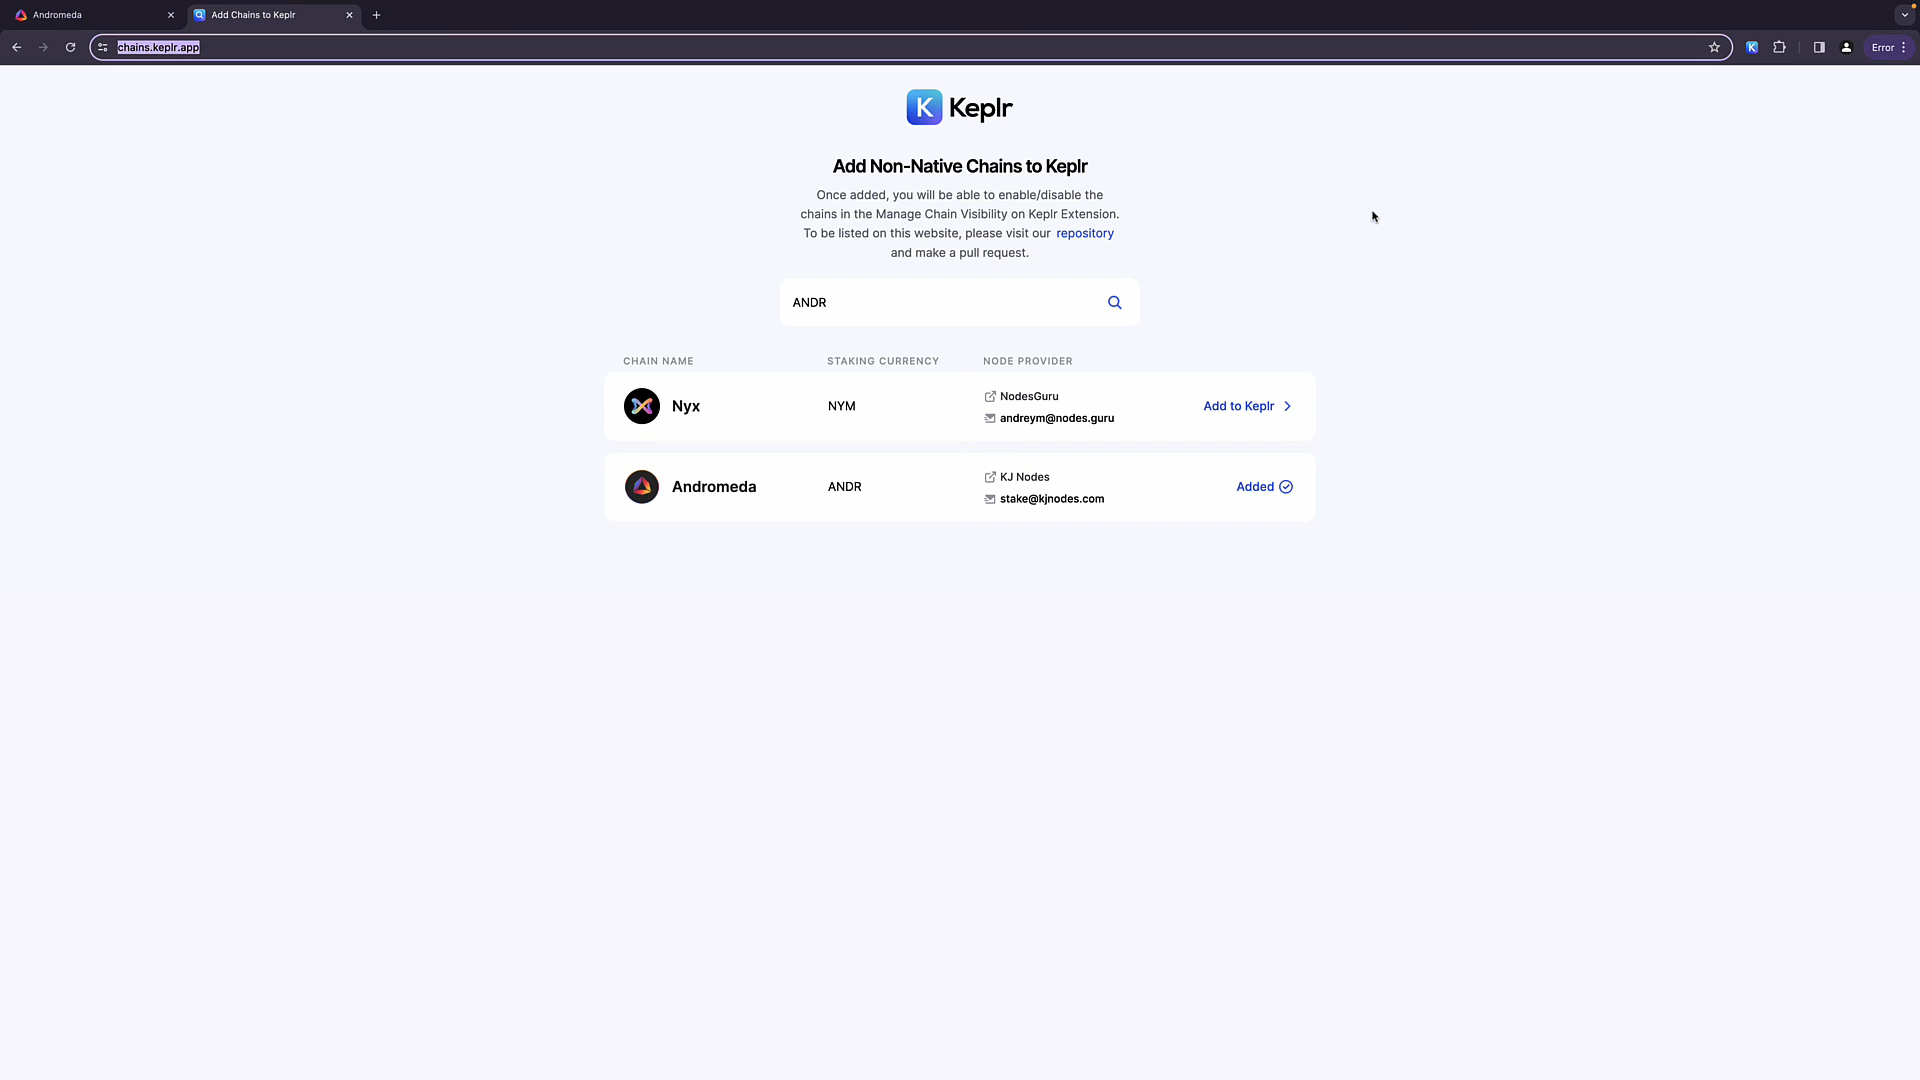 Andromeda
Add Chains to Keplr
chains.keplr.app
K
Error
K Keplr
Add Non-Native Chains to Keplr
Once added, you will be able to enable/disable the
chains in the Manage Chain Visibility on Keplr Extension.
To be listed on this website, please visit our repository
and make a pull request.
ANDR
CHAIN NAME STAKING CURRENCY NODE PROVIDER
Nyx NYM NodesGuru
andreym@nodes.guru
Add to Keplr
Andromeda ANDR KJ Nodes
stake@kjnodes.com
Added